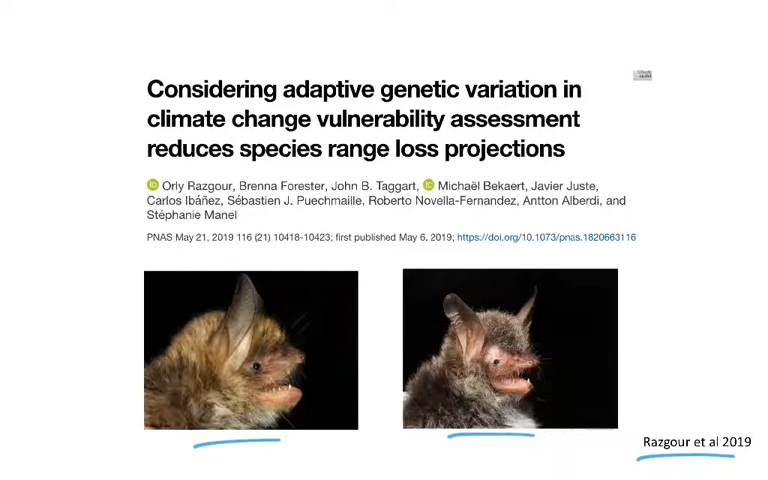 Considering adaptive genetic variation in
climate change vulnerability assessment
reduces species range loss projections
Orly Razgour, Brenna Forester, John B. Taggart, Michaël Bekaert, Javier Juste,
Carlos Ibáñez, Sébastien J. Puechmaille, Roberto Novella-Fernandez, Antton Alberdi, and
Stéphanie Manel
PNAS May 21, 2019 116 (21) 10418-10423; first published May 6, 2019; https://doi.org/10.1073/pnas.1820663116
Razgour et al 2019